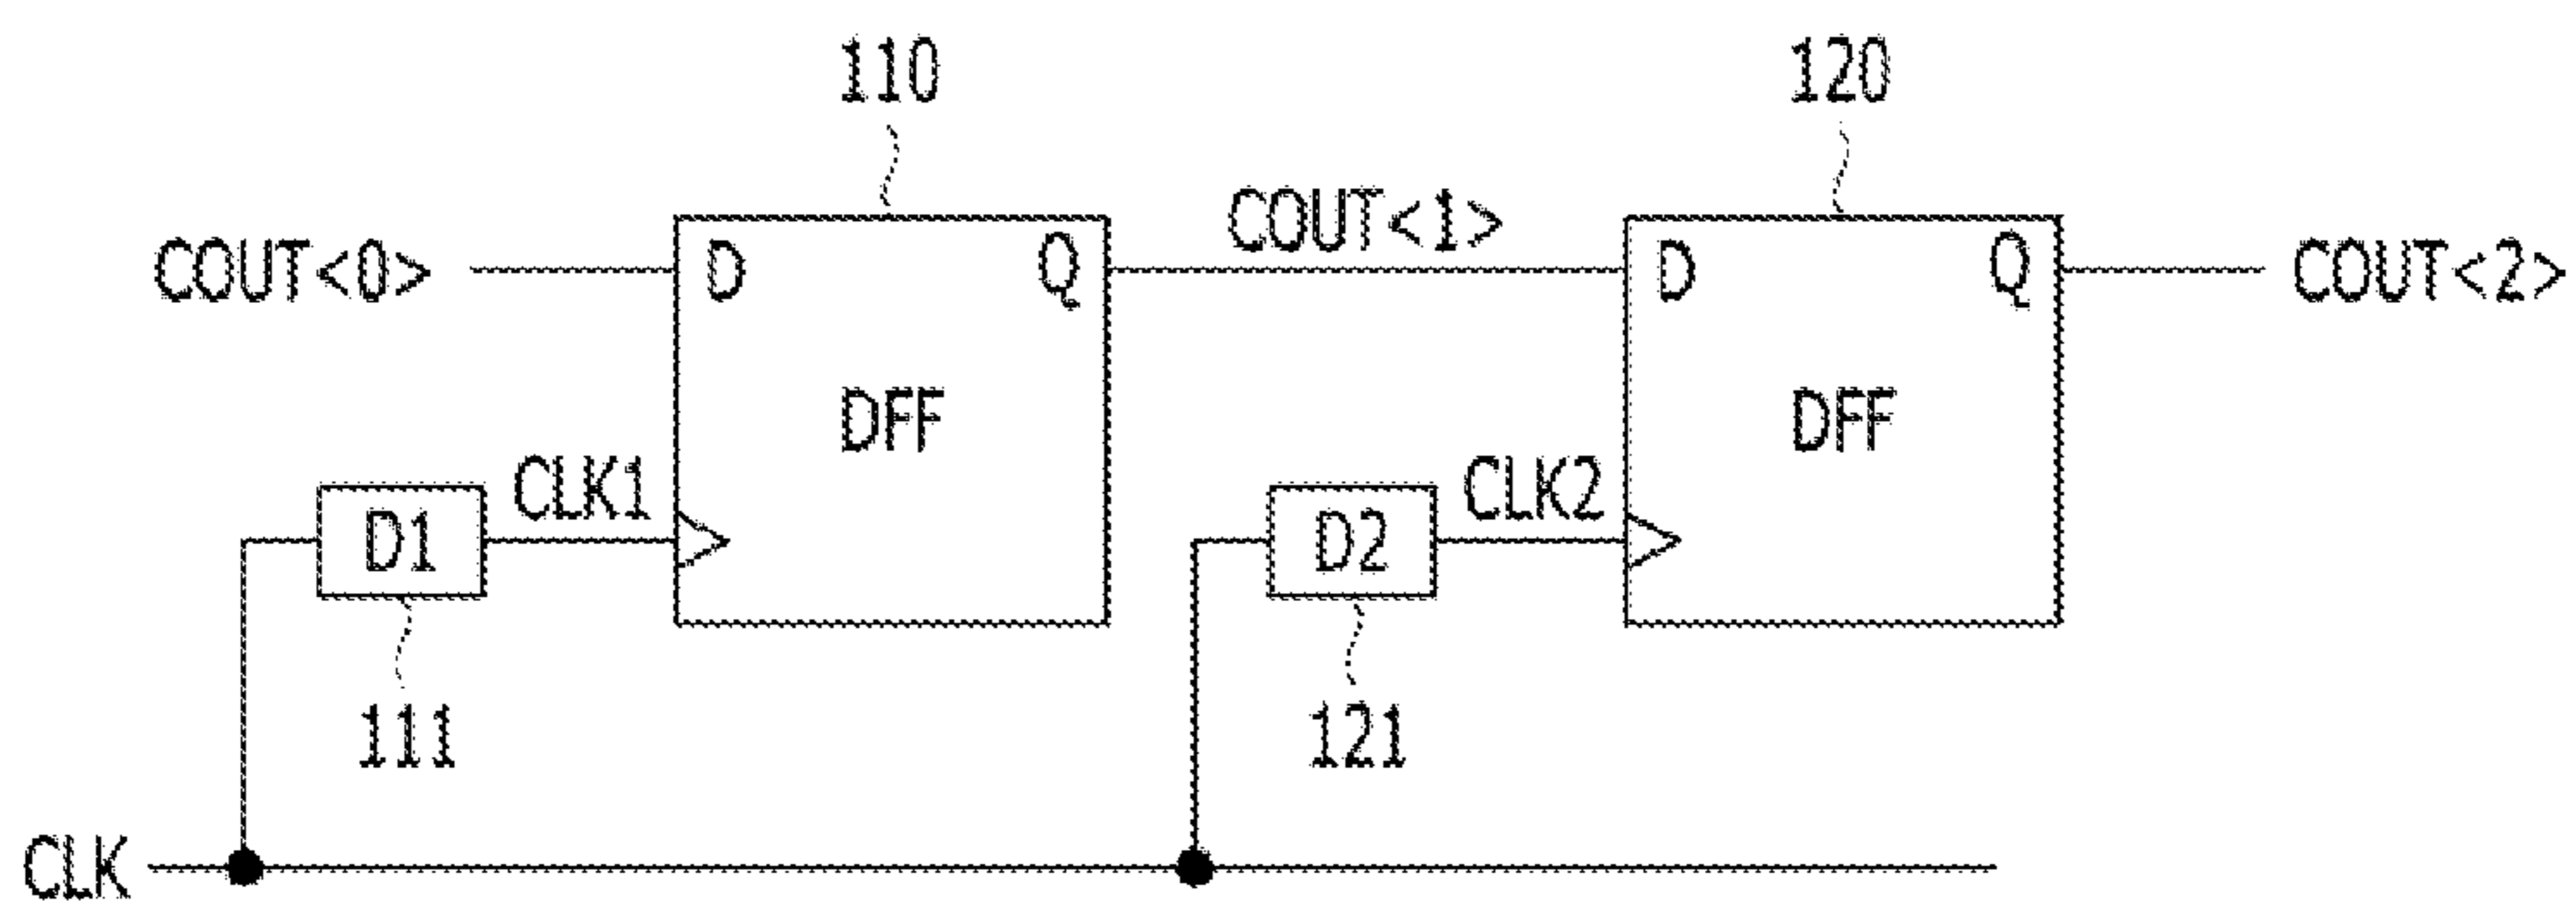 110
120
COUT<0>
D
Q
COUT<1>
D
Q
COUT<2>
DFF
DFF
D1
CLK1
D2
CLK2
111
121
CLK